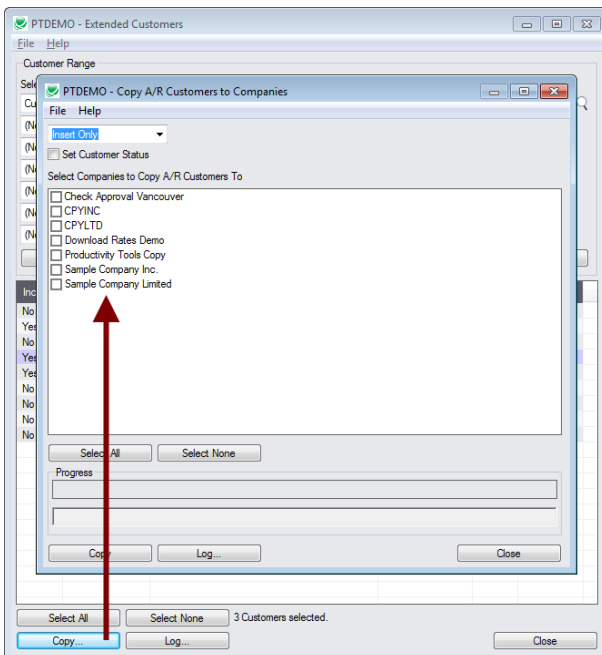 PTDEMO - Extended Customers
File Help
Customer Range
PTDEMO - Copy A/R Customers to Companies
File Help
Insert Only
Set Customer Status
Select Companies to Copy A/R Customers To
Check Approval Vancouver
CPYINC
CPYLTD
Download Rates Demo
Productivity Tools Copy
Sample Company Inc.
Sample Company Limited
No
Yes
No
Yes
Yes
No
No
No
No
Select All Select None
Progress
Copy Log... Close
Select All Select None 3 Customers selected.
Copy... Log... Close